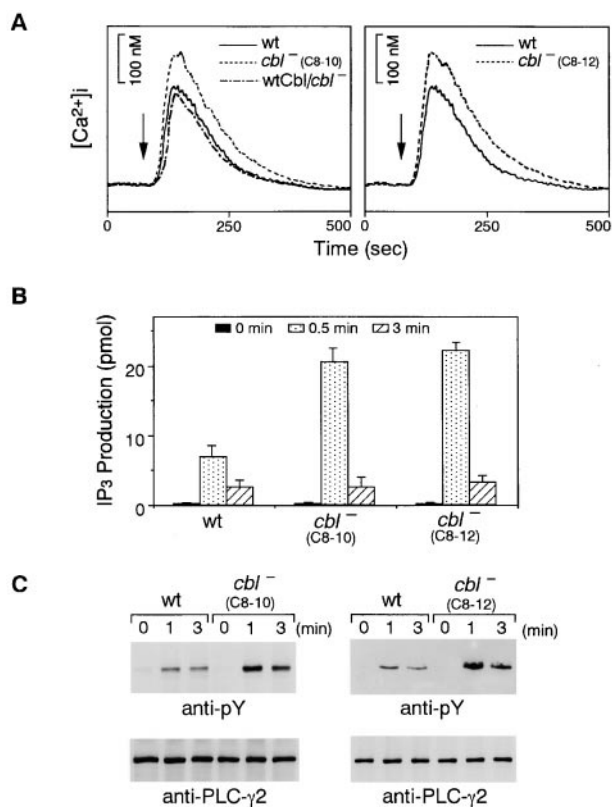 A
[Ca2+]i
100 nM
wt
cbl − (C8-10)
wtCbl/cbl −
0
250
500
100 nM
wt
cbl − (C8-12)
0
250
500
Time (sec)
B
IP3 Production (pmol)
20
10
0
0 min
0.5 min
3 min
wt
cbl −
(C8-10)
cbl −
(C8-12)
C
wt
cbl −
(C8-10)
0 1 3 0 1 3 (min)
anti-pY
anti-PLC-γ2
wt
cbl −
(C8-12)
0 1 3 0 1 3 (min)
anti-pY
anti-PLC-γ2